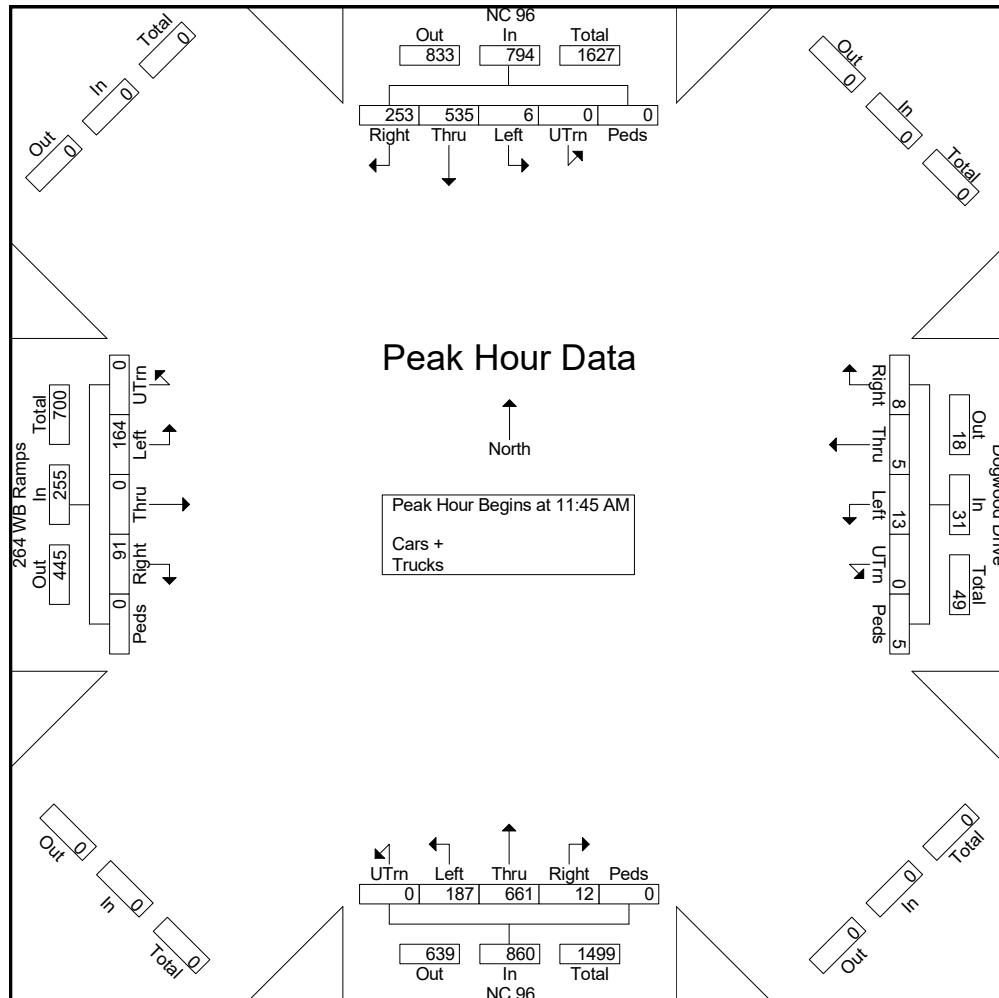 NC 96
Out In Total
833 794 1627
253 535 6 0 0
Right Thru Left UTrn Peds
Total 0
In 0
Out 0
Out 0
In 0
Total 0
264 WB Ramps
Total In Out
700 255 445
0 164 0 91 0
UTrn Left Thru Right Peds
Peak Hour Data
North
Peak Hour Begins at 11:45 AM
Cars +
Trucks
Right Thru Left UTrn Peds
8 5 13 0 5
Out In Total
18 31 49
Dogwood Drive
Out 0
In 0
Total 0
UTrn Left Thru Right Peds
0 187 661 12 0
639 860 1499
Out In Total
NC 96
Total 0
In 0
Out 0